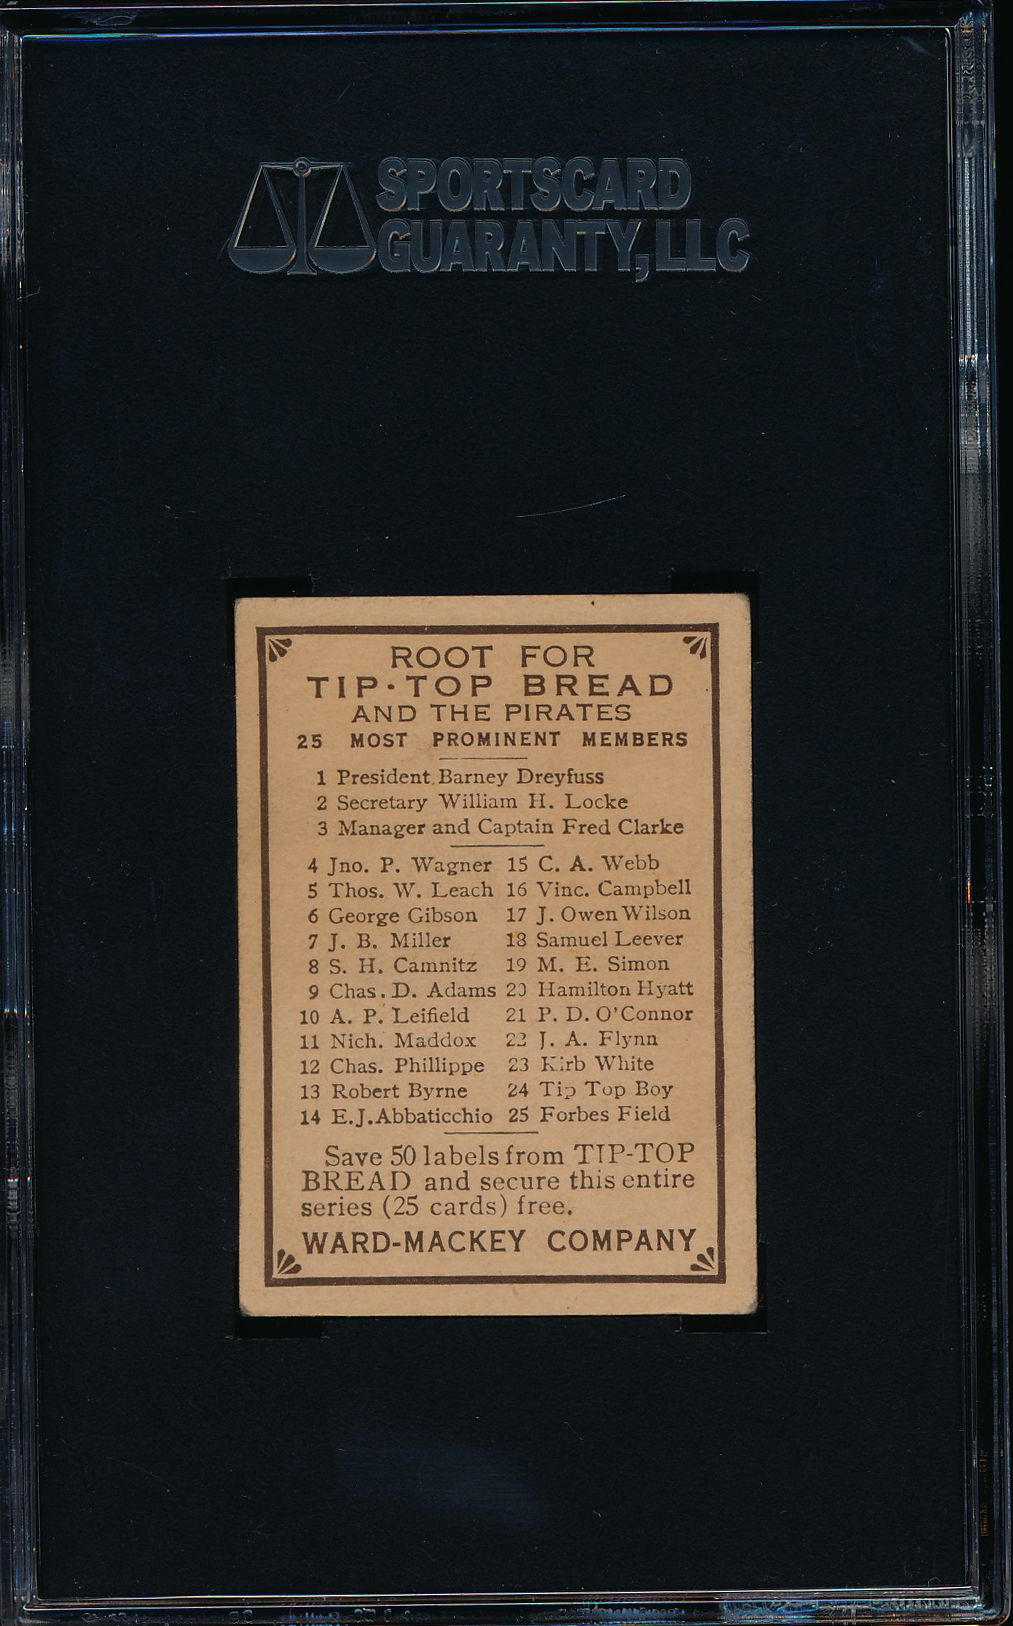 SPORTSCARD
GUARANTY, LLC
ROOT FOR
TIP·TOP BREAD
AND THE PIRATES
25 MOST PROMINENT MEMBERS
1 President Barney Dreyfuss
2 Secretary William H. Locke
3 Manager and Captain Fred Clarke
4 Jno. P. Wagner 15 C. A. Webb
5 Thos. W. Leach 16 Vinc. Campbell
6 George Gibson 17 J. Owen Wilson
7 J. B. Miller 18 Samuel Leever
8 S. H. Camnitz 19 M. E. Simon
9 Chas. D. Adams 20 Hamilton Hyatt
10 A. P. Leifield 21 P. D. O'Connor
11 Nich. Maddox 22 J. A. Flynn
12 Chas. Phillippe 23 Kirb White
13 Robert Byrne 24 Tip Top Boy
14 E.J.Abbaticchio 25 Forbes Field
Save 50 labels from TIP-TOP
BREAD and secure this entire
series (25 cards) free.
WARD-MACKEY COMPANY